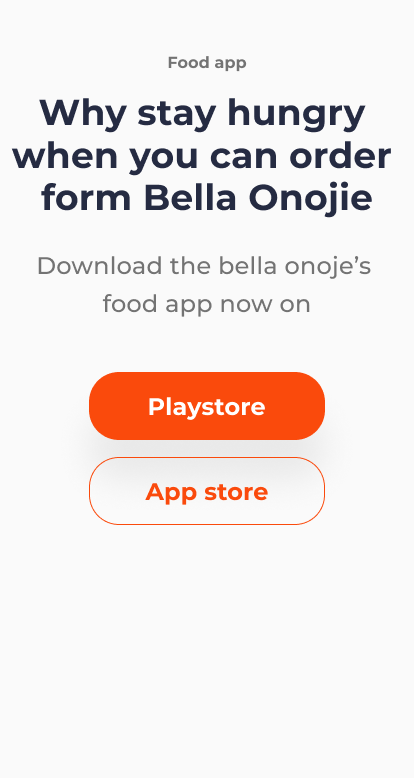 Food app
Why stay hungry
when you can order
form Bella Onojie
Download the bella onoje’s
food app now on
Playstore
App store